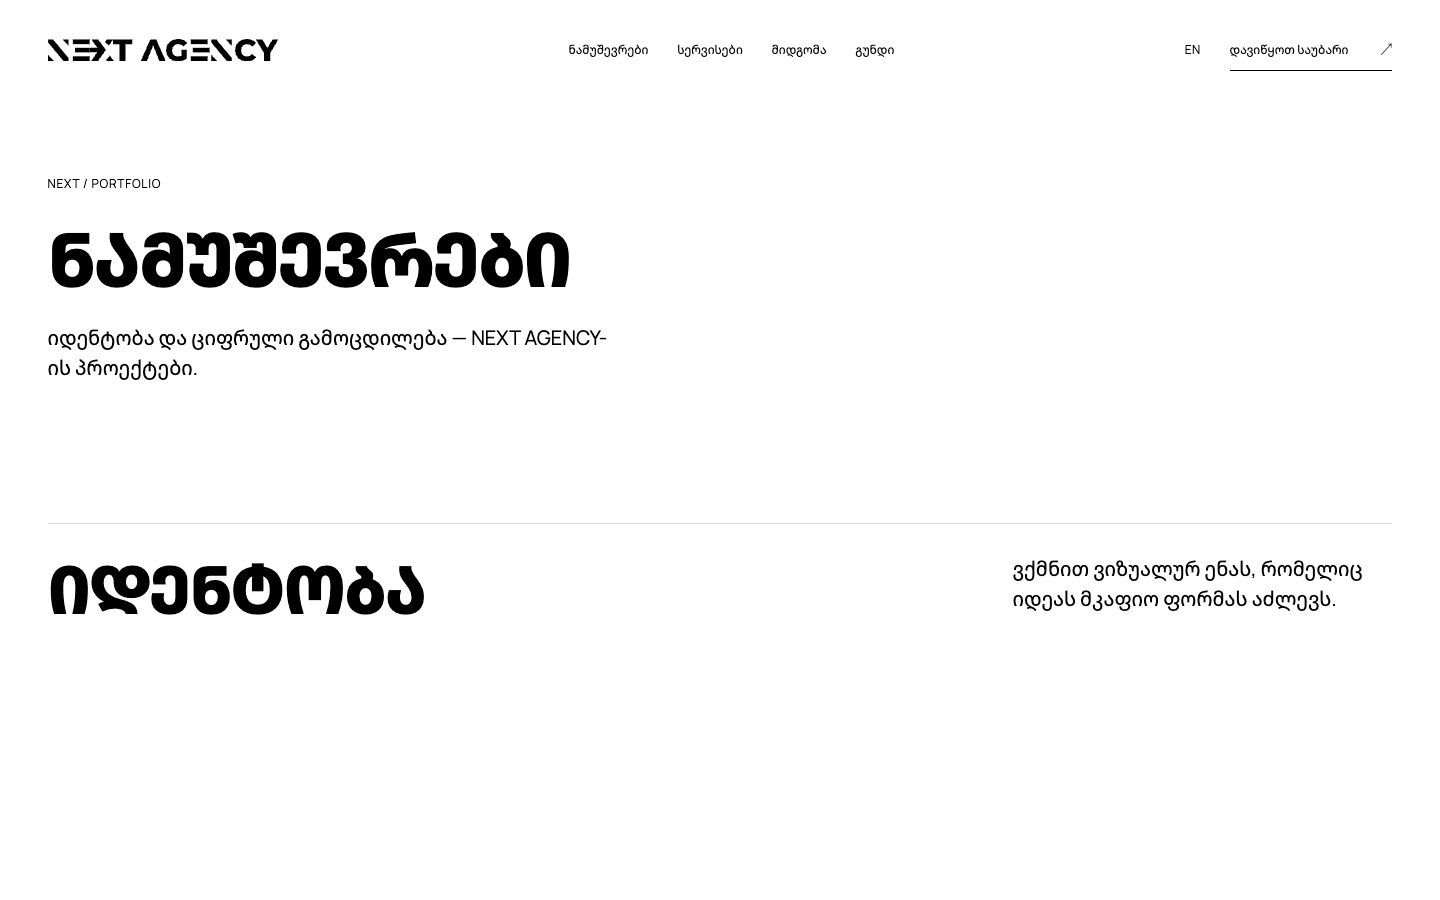 NEXT AGENCY
ნამუშევრები
სერვისები
მიდგომა
გუნდი
EN
დავიწყოთ საუბარი
NEXT / PORTFOLIO
ნამუშევრები
იდენტობა და ციფრული გამოცდილება — NEXT AGENCY-
ის პროექტები.
იდენტობა
ვქმნით ვიზუალურ ენას, რომელიც
იდეას მკაფიო ფორმას აძლევს.